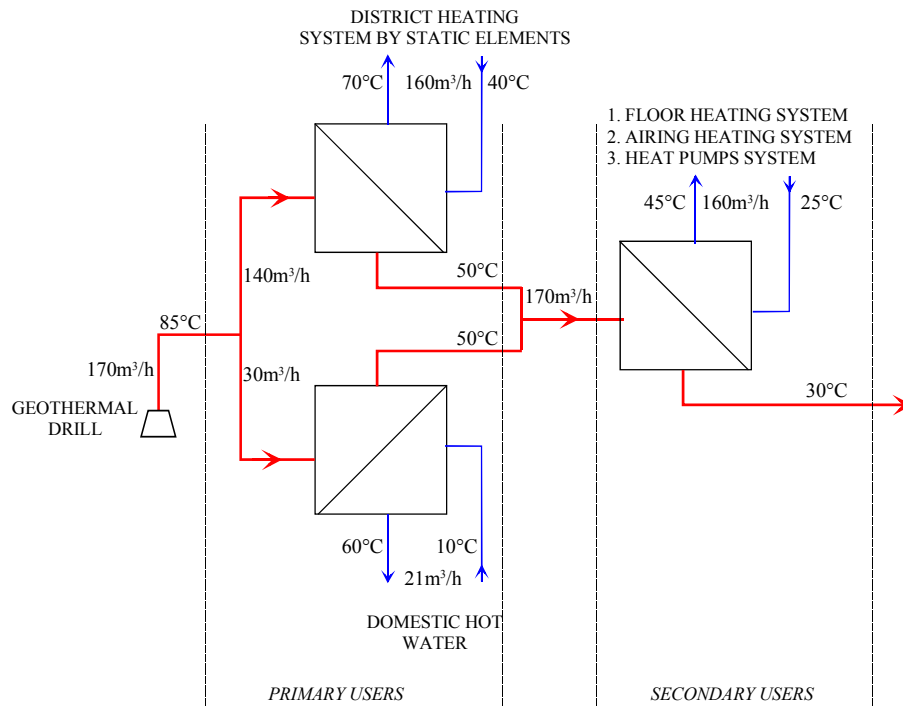 DISTRICT HEATING
SYSTEM BY STATIC ELEMENTS
70°C
160m³/h
40°C
1. FLOOR HEATING SYSTEM
2. AIRING HEATING SYSTEM
3. HEAT PUMPS SYSTEM
45°C
160m³/h
25°C
140m³/h
50°C
170m³/h
85°C
50°C
170m³/h
30m³/h
30°C
GEOTHERMAL
DRILL
60°C
10°C
21m³/h
DOMESTIC HOT
WATER
PRIMARY USERS
SECONDARY USERS